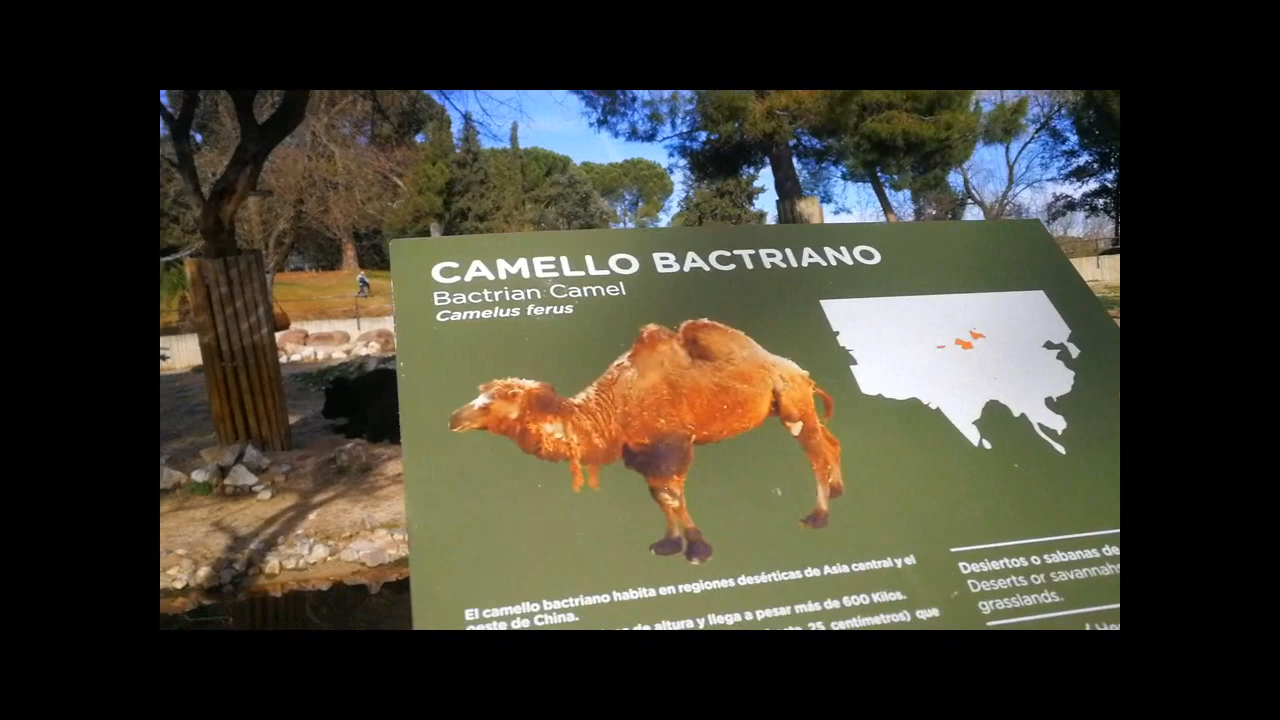 CAMELLO BACTRIANO
Bactrian Camel
Camelus ferus
El camello bactriano habita en regiones desérticas de Asia central y el
oeste de China.
de altura y llega a pesar más de 600 Kilos.
25 centímetros) que
Desiertos o sabanas de
Deserts or savannahs
grasslands.